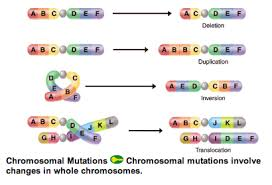 A B C D E F
A C D E F
Deletion
A B C D E F
A B B C D E F
Duplication
D C E A B F
A E D C B F
Inversion
A B C D E F J K L
A B C J K L
G H I
G H I D E F
Translocation
Chromosomal Mutations Chromosomal mutations involve
changes in whole chromosomes.